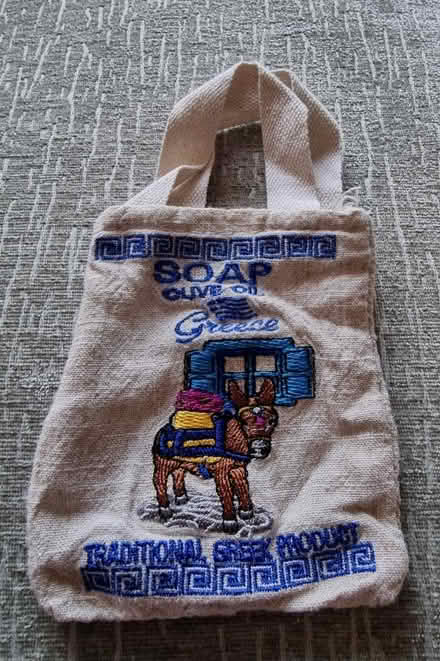 SOAP
OLIVE OIL
Greece
TRADITIONAL GREEK PRODUCT